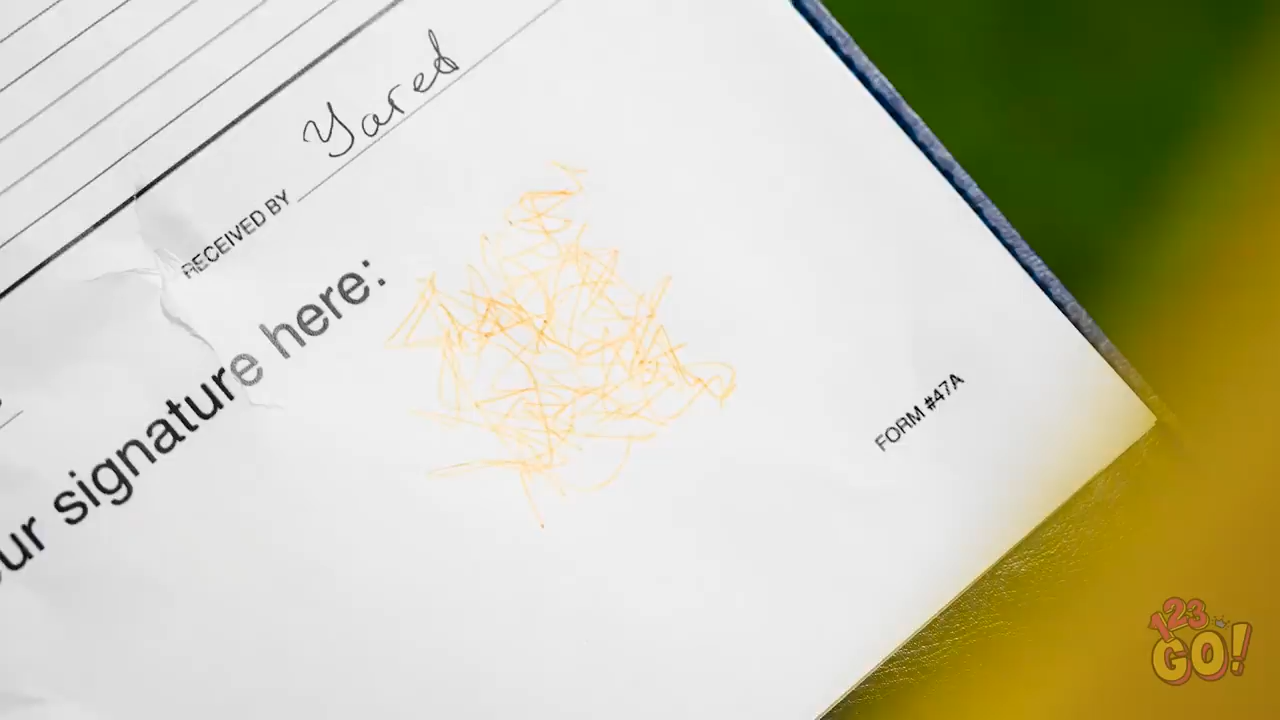 RECEIVED BY Yared
ur signature here:
FORM #47A
123
GO!